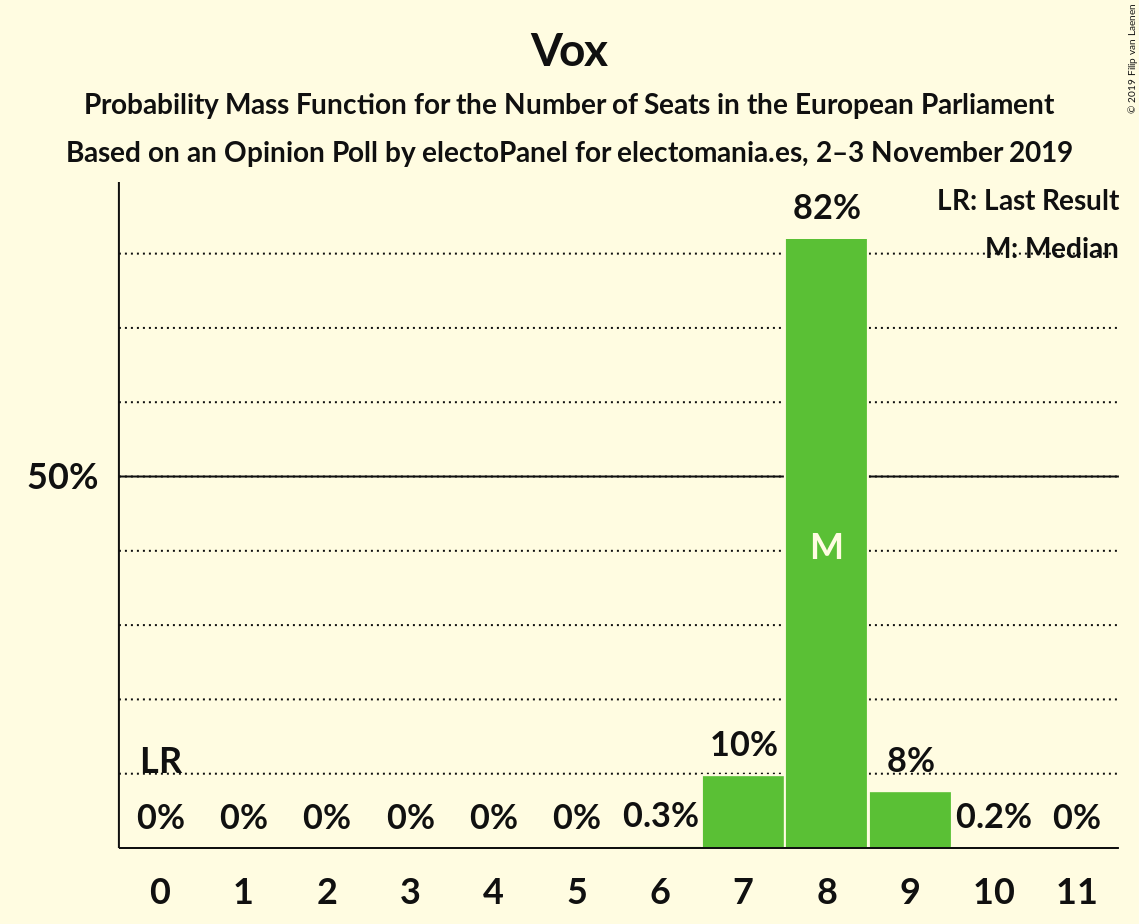 Vox
Probability Mass Function for the Number of Seats in the European Parliament
Based on an Opinion Poll by electoPanel for electomania.es, 2–3 November 2019
© 2019 Filip van Laenen
LR: Last Result
M: Median
82%
50%
M
LR
10%
8%
0% 0% 0% 0% 0% 0% 0.3% 0.2% 0%
0 1 2 3 4 5 6 7 8 9 10 11